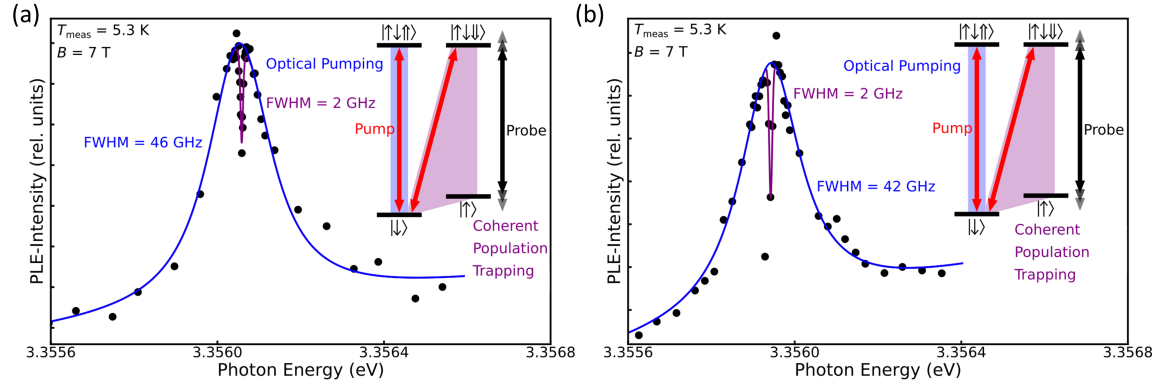 (a)
T_meas = 5.3 K
B = 7 T
|↑↓⇑⟩
|↑↓⇓⟩
Optical Pumping
FWHM = 2 GHz
Pump
Probe
FWHM = 46 GHz
|↓⟩
|↑⟩
Coherent
Population
Trapping
PLE-Intensity (rel. units)
3.3556
3.3560
3.3564
3.3568
Photon Energy (eV)
(b)
T_meas = 5.3 K
B = 7 T
|↑↓⇑⟩
|↑↓⇓⟩
Optical Pumping
FWHM = 2 GHz
Pump
Probe
FWHM = 42 GHz
|↓⟩
|↑⟩
Coherent
Population
Trapping
PLE-Intensity (rel. units)
3.3556
3.3560
3.3564
3.3568
Photon Energy (eV)